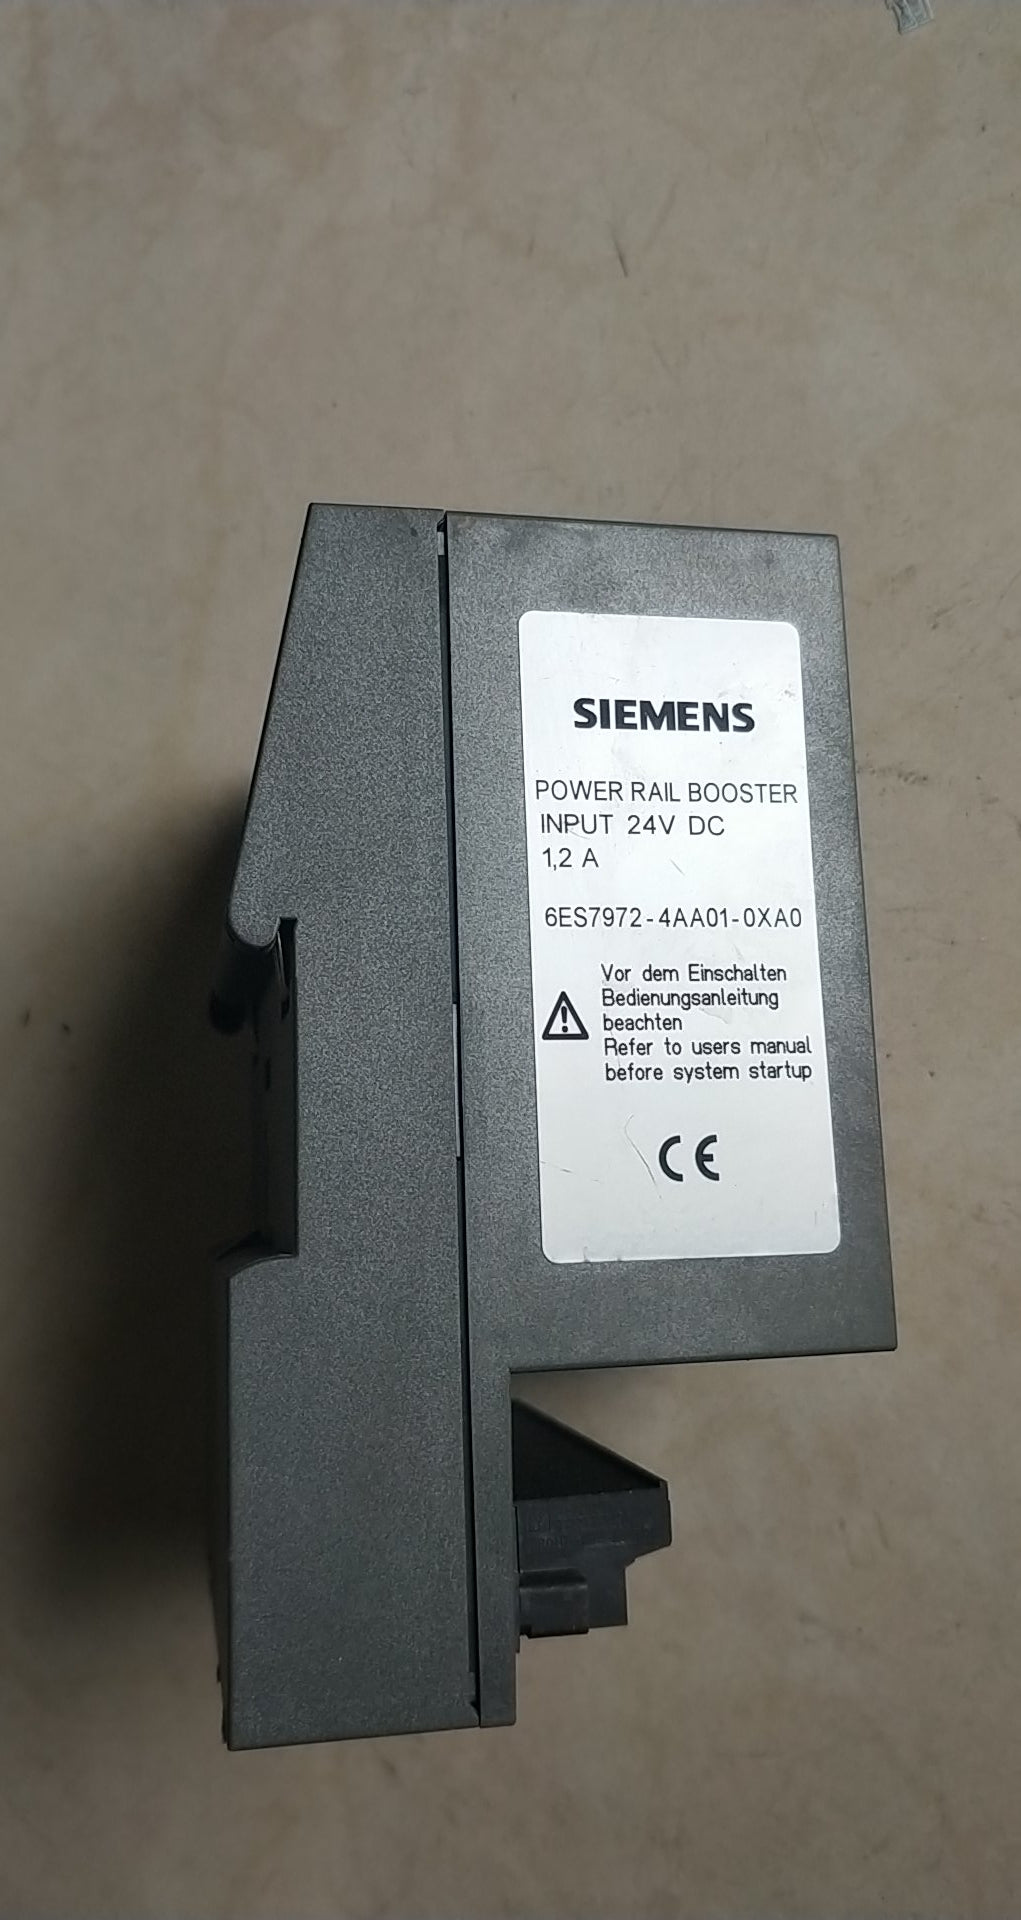 SIEMENS
POWER RAIL BOOSTER
INPUT 24V DC
1,2 A
6ES7972-4AA01-0XA0
Vor dem Einschalten
Bedienungsanleitung
beachten
Refer to users manual
before system startup
CE